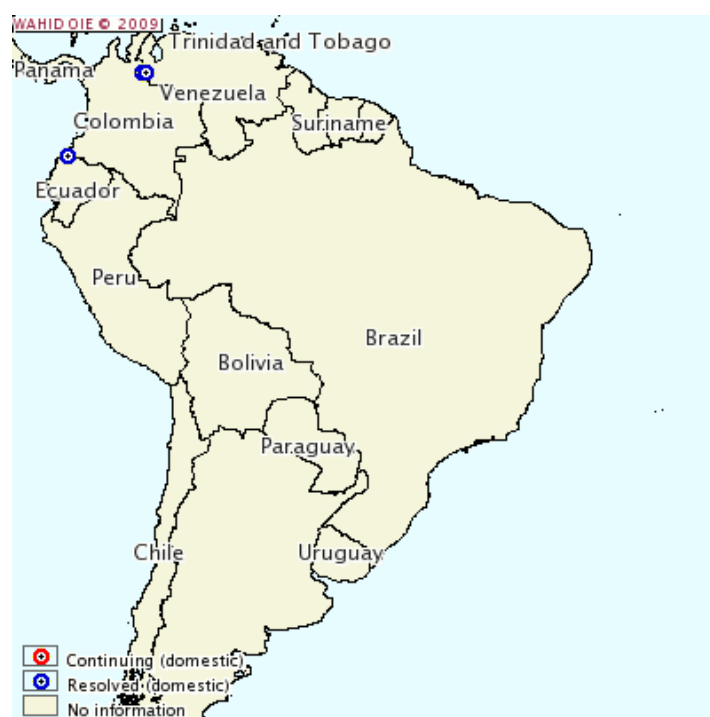 WAHID OIE © 2009
Trinidad and Tobago
Panama
Venezuela
Colombia
Suriname
Ecuador
Peru
Brazil
Bolivia
Paraguay
Chile
Uruguay
Continuing (domestic)
Resolved (domestic)
No information